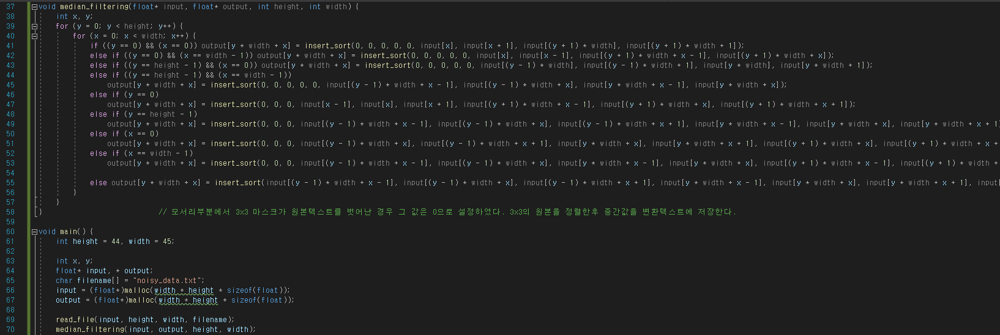 37 void median_filtering(float* input, float* output, int height, int width) {
38 int x, y;
39 for (y = 0; y < height; y++) {
40 for (x = 0; x < width; x++) {
41 if ((y == 0) && (x == 0)) output[y * width + x] = insert_sort(0, 0, 0, 0, 0, input[x], input[x + 1], input[(y + 1) * width], input[(y + 1) * width + 1]);
42 else if ((y == 0) && (x == width - 1)) output[y * width + x] = insert_sort(0, 0, 0, 0, 0, input[x], input[x - 1], input[(y + 1) * width + x - 1], input[(y + 1) * width + x]);
43 else if ((y == height - 1) && (x == 0)) output[y * width + x] = insert_sort(0, 0, 0, 0, 0, input[(y - 1) * width], input[(y - 1) * width + 1], input[y * width], input[y * width + 1]);
44 else if ((y == height - 1) && (x == width - 1))
45 output[y * width + x] = insert_sort(0, 0, 0, 0, 0, input[(y - 1) * width + x - 1], input[(y - 1) * width + x], input[y * width + x - 1], input[y * width + x]);
46 else if (y == 0)
47 output[y * width + x] = insert_sort(0, 0, 0, input[x - 1], input[x], input[x + 1], input[(y + 1) * width + x - 1], input[(y + 1) * width + x], input[(y + 1) * width + x + 1]);
48 else if (y == height - 1)
49 output[y * width + x] = insert_sort(0, 0, 0, input[(y - 1) * width + x - 1], input[(y - 1) * width + x], input[(y - 1) * width + x + 1], input[y * width + x - 1], input[y * width + x], input[y * width + x + 1]
50 else if (x == 0)
51 output[y * width + x] = insert_sort(0, 0, 0, input[(y - 1) * width + x], input[(y - 1) * width + x + 1], input[y * width + x], input[y * width + x + 1], input[(y + 1) * width + x], input[(y + 1) * width + x +
52 else if (x == width - 1)
53 output[y * width + x] = insert_sort(0, 0, 0, input[(y - 1) * width + x - 1], input[(y - 1) * width + x], input[y * width + x - 1], input[y * width + x], input[(y + 1) * width + x - 1], input[(y + 1) * width +
54
55 else output[y * width + x] = insert_sort(input[(y - 1) * width + x - 1], input[(y - 1) * width + x], input[(y - 1) * width + x + 1], input[y * width + x - 1], input[y * width + x], input[y * width + x + 1], input[
56 }
57 }
58 } // 모서리부분에서 3x3 마스크가 원본텍스트를 벗어난 경우 그 값은 0으로 설정하였다. 3x3의 원본을 정렬한후 중간값을 변환텍스트에 저장한다.
59
60 void main() {
61 int height = 44, width = 45;
62
63 int x, y;
64 float* input, * output;
65 char filename[] = "noisy_data.txt";
66 input = (float*)malloc(width * height * sizeof(float));
67 output = (float*)malloc(width * height * sizeof(float));
68
69 read_file(input, height, width, filename);
70 median_filtering(input, output, height, width);